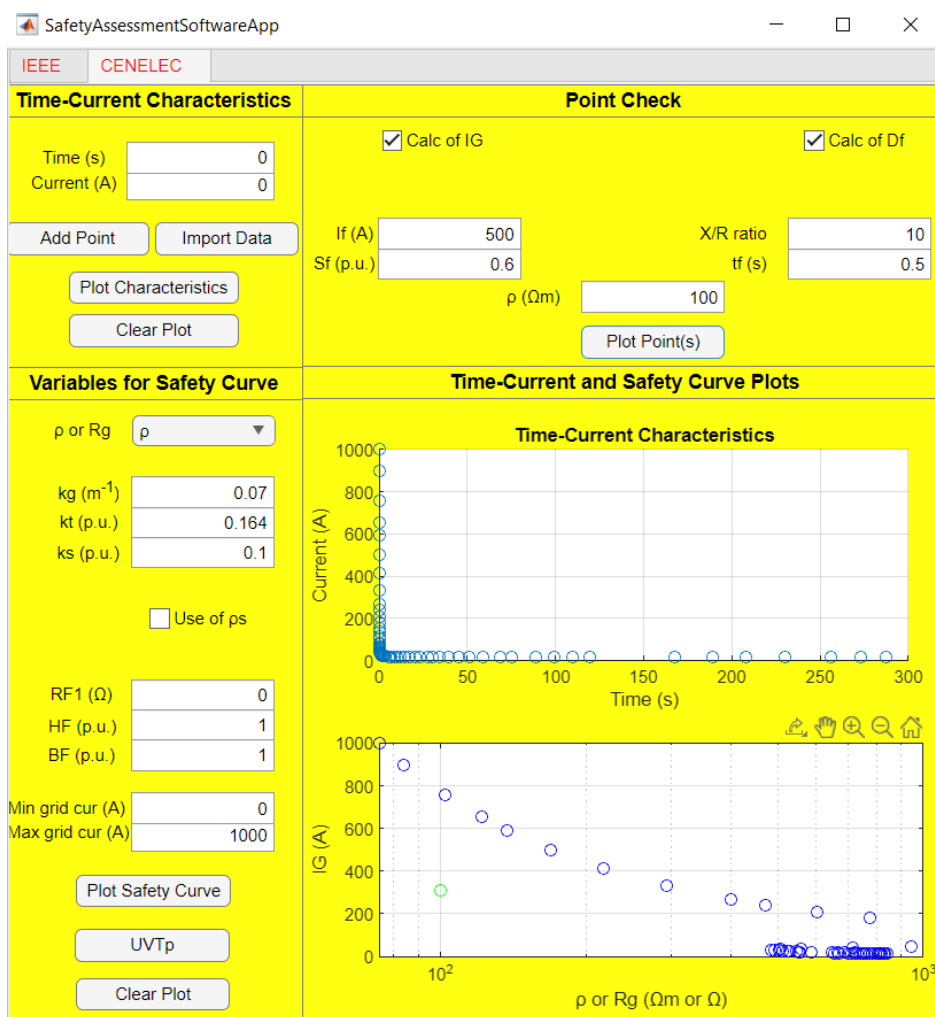 SafetyAssessmentSoftwareApp
IEEE CENELEC
Time-Current Characteristics
Time (s) 0
Current (A) 0
Add Point Import Data
Plot Characteristics
Clear Plot
Point Check
Calc of IG Calc of Df
If (A) 500 X/R ratio 10
Sf (p.u.) 0.6 tf (s) 0.5
ρ (Ωm) 100
Plot Point(s)
Variables for Safety Curve
ρ or Rg ρ
kg (m⁻¹) 0.07
kt (p.u.) 0.164
ks (p.u.) 0.1
Use of ρs
RF1 (Ω) 0
HF (p.u.) 1
BF (p.u.) 1
Min grid cur (A) 0
Max grid cur (A) 1000
Plot Safety Curve
UVTp
Clear Plot
Time-Current and Safety Curve Plots
Time-Current Characteristics
Current (A)
1000
800
600
400
200
0
0 50 100 150 200 250 300
Time (s)
IG (A)
1000
800
600
400
200
0
10² 10³
ρ or Rg (Ωm or Ω)